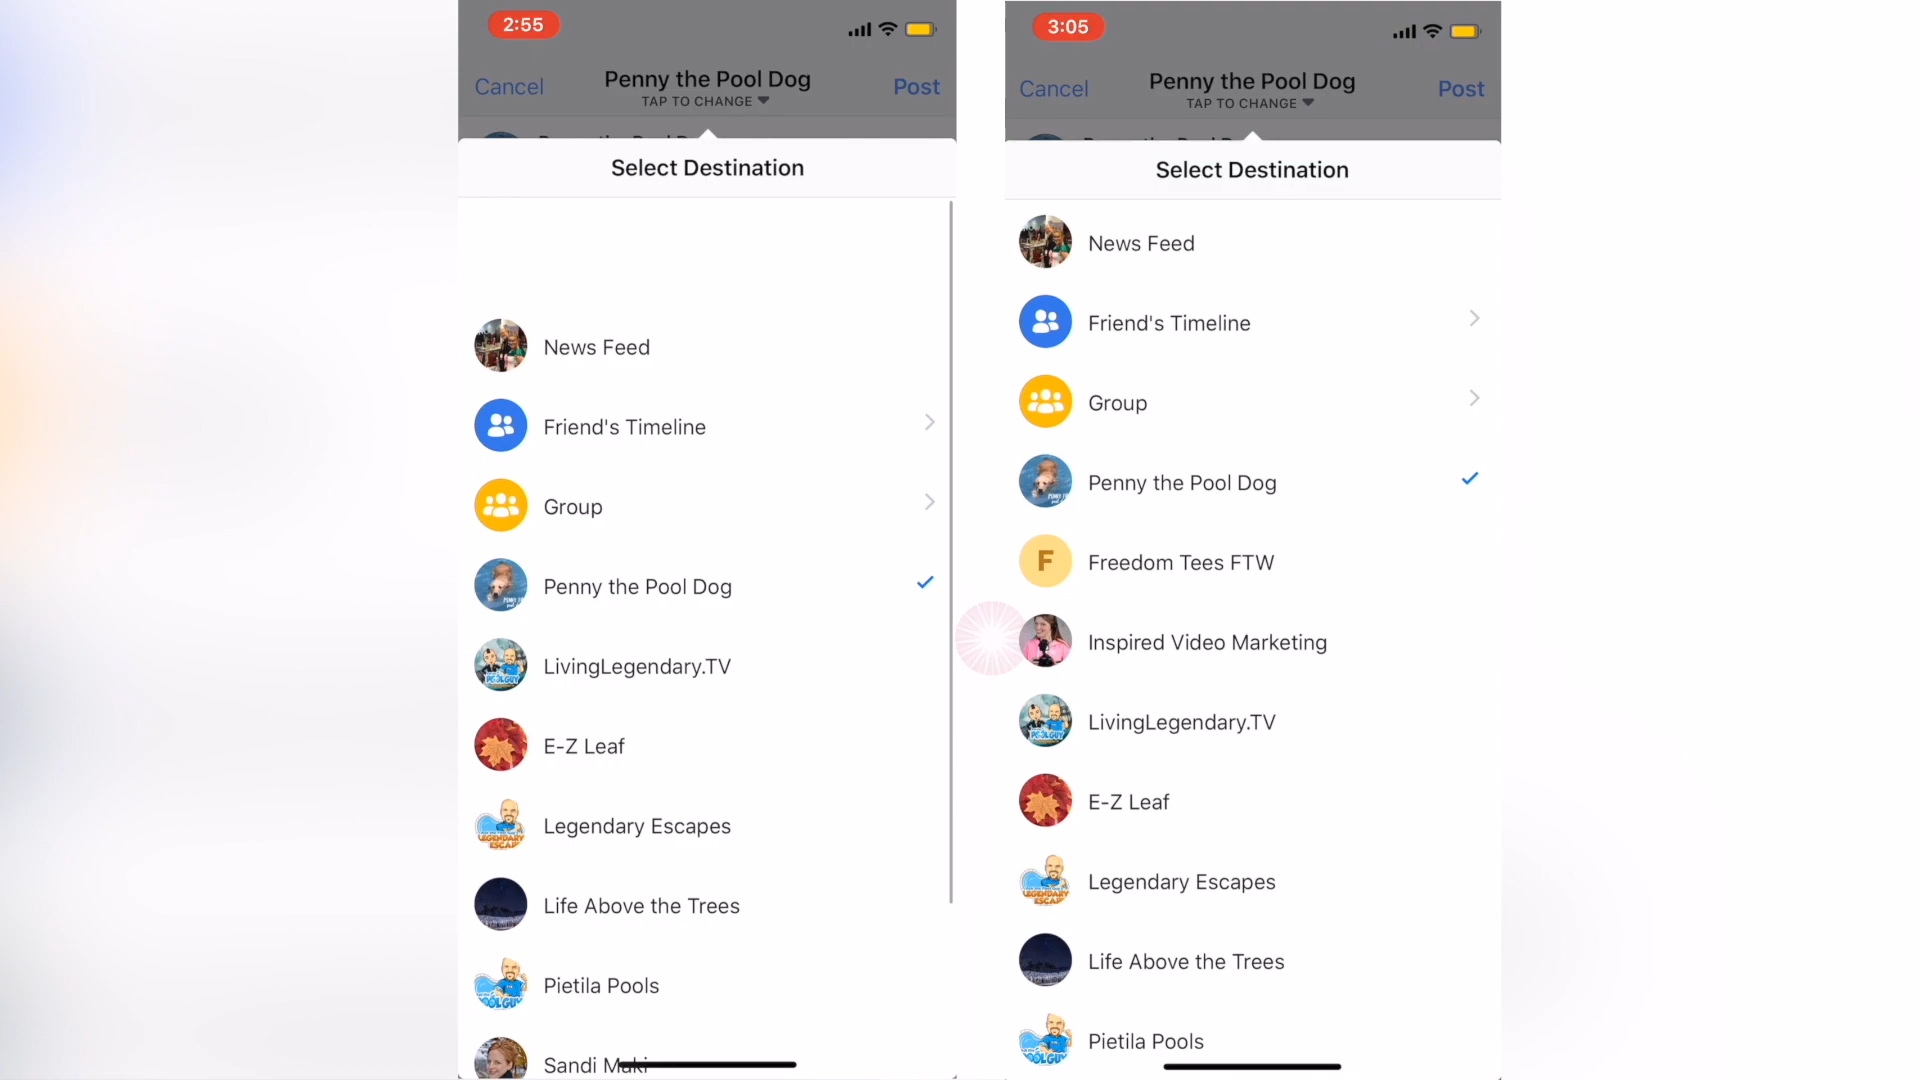 2:55
Cancel
Penny the Pool Dog
Post
TAP TO CHANGE
Select Destination
News Feed
Friend's Timeline
Group
Penny the Pool Dog
LivingLegendary.TV
E-Z Leaf
Legendary Escapes
Life Above the Trees
Pietila Pools
Sandi Maki
3:05
Cancel
Penny the Pool Dog
Post
TAP TO CHANGE
Select Destination
News Feed
Friend's Timeline
Group
Penny the Pool Dog
F
Freedom Tees FTW
Inspired Video Marketing
LivingLegendary.TV
E-Z Leaf
Legendary Escapes
Life Above the Trees
Pietila Pools